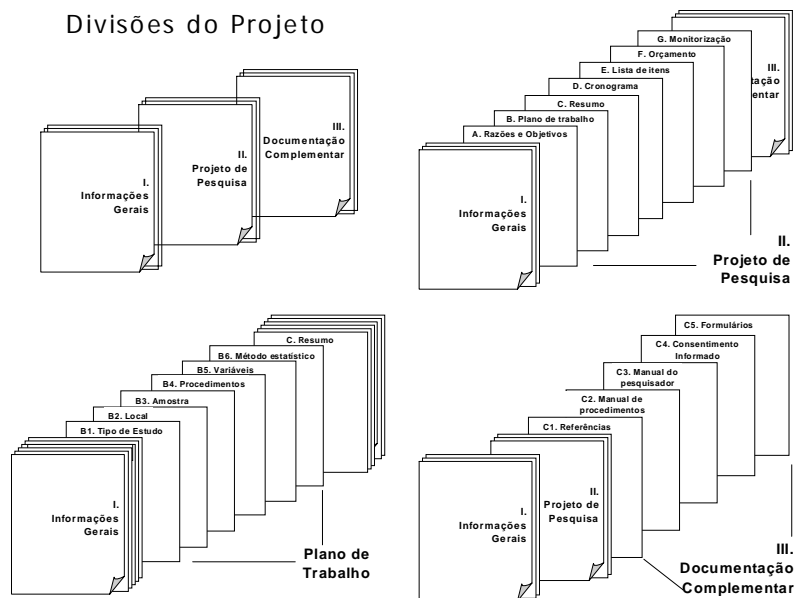 Divisões do Projeto
I.
Informações
Gerais
II.
Projeto de
Pesquisa
III.
Documentação
Complementar
G. Monitorização
F. Orçamento
E. Lista de itens
D. Cronograma
C. Resumo
B. Plano de trabalho
A. Razões e Objetivos
I.
Informações
Gerais
III.
tação
entar
II.
Projeto de
Pesquisa
C. Resumo
B6. Método estatístico
B5. Variáveis
B4. Procedimentos
B3. Amostra
B2. Local
B1. Tipo de Estudo
I.
Informações
Gerais
Plano de
Trabalho
C5. Formulários
C4. Consentimento
Informado
C3. Manual do
pesquisador
C2. Manual de
procedimentos
C1. Referências
II.
Projeto de
Pesquisa
I.
Informações
Gerais
III.
Documentação
Complementar